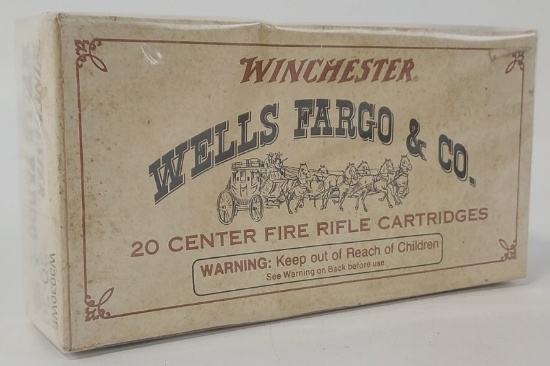 WINCHESTER
WELLS FARGO & CO.
20 CENTER FIRE RIFLE CARTRIDGES
WARNING: Keep out of Reach of Children
See Warning on Back before use.